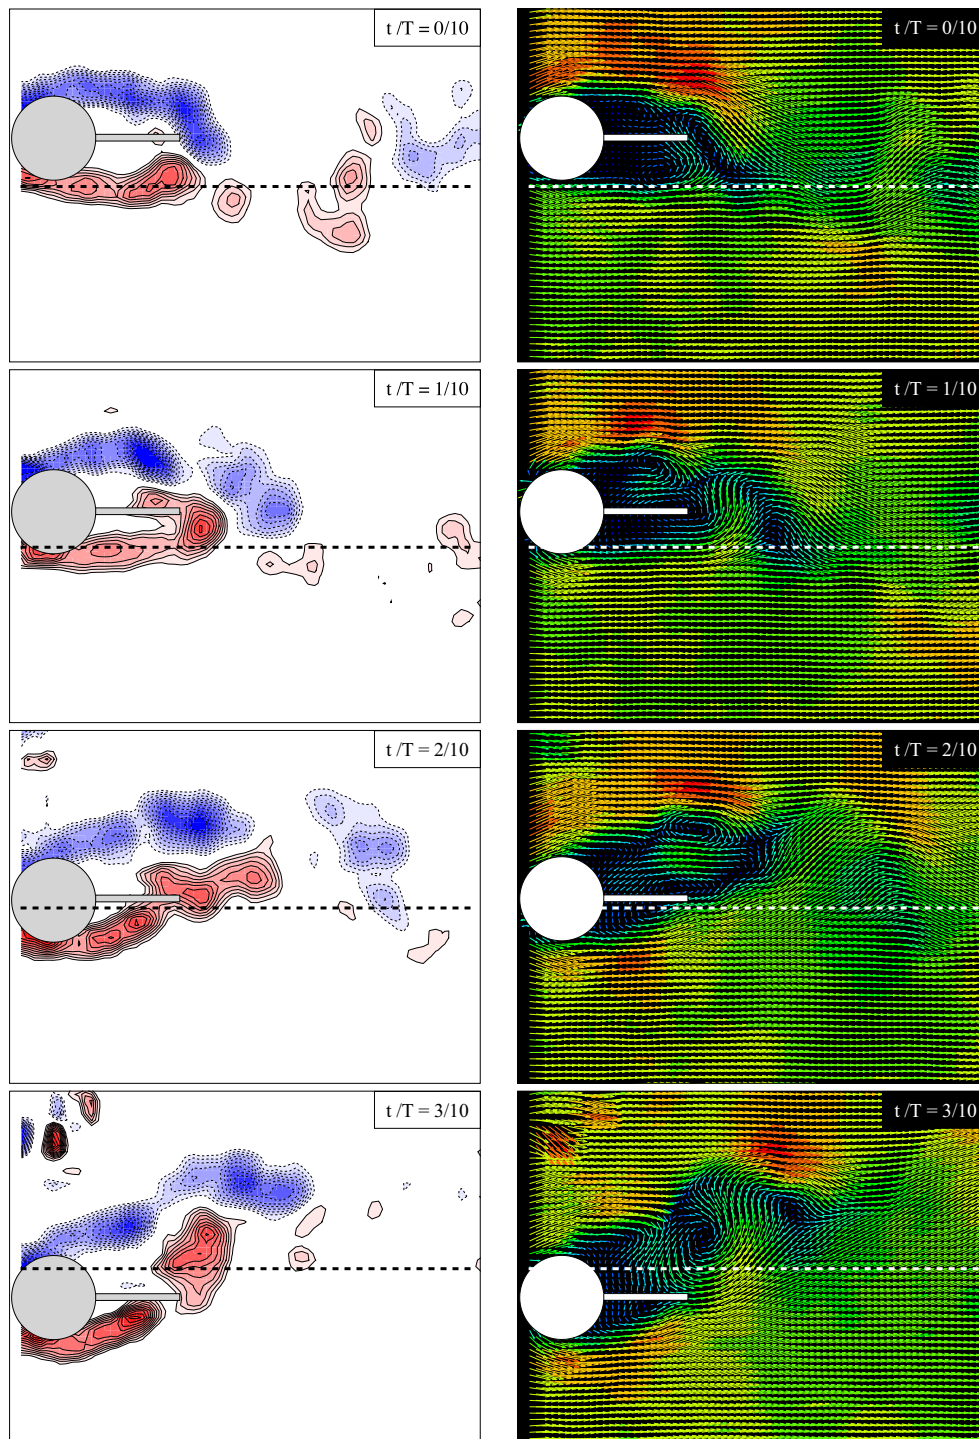 t /T = 0/10
t /T = 0/10
t /T = 1/10
t /T = 1/10
t /T = 2/10
t /T = 2/10
t /T = 3/10
t /T = 3/10